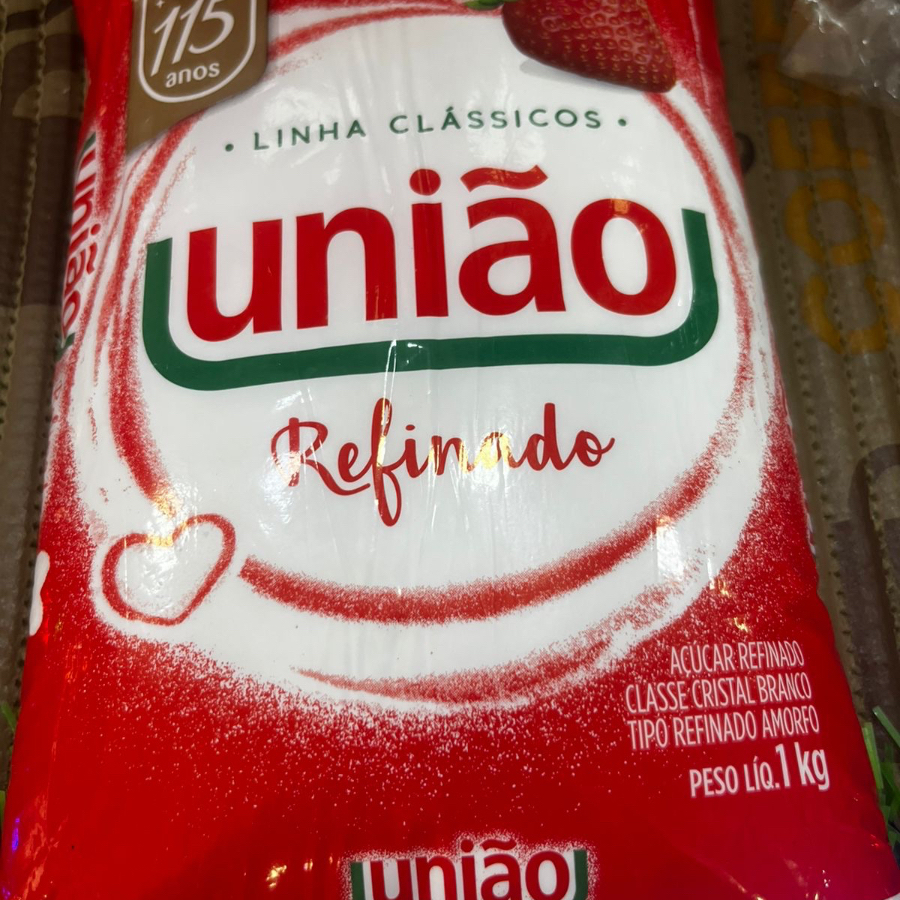 115
anos
• LINHA CLÁSSICOS •
união
união
Refinado
AÇÚCAR REFINADO
CLASSE CRISTAL BRANCO
TIPO REFINADO AMORFO
PESO LÍQ. 1 kg
união